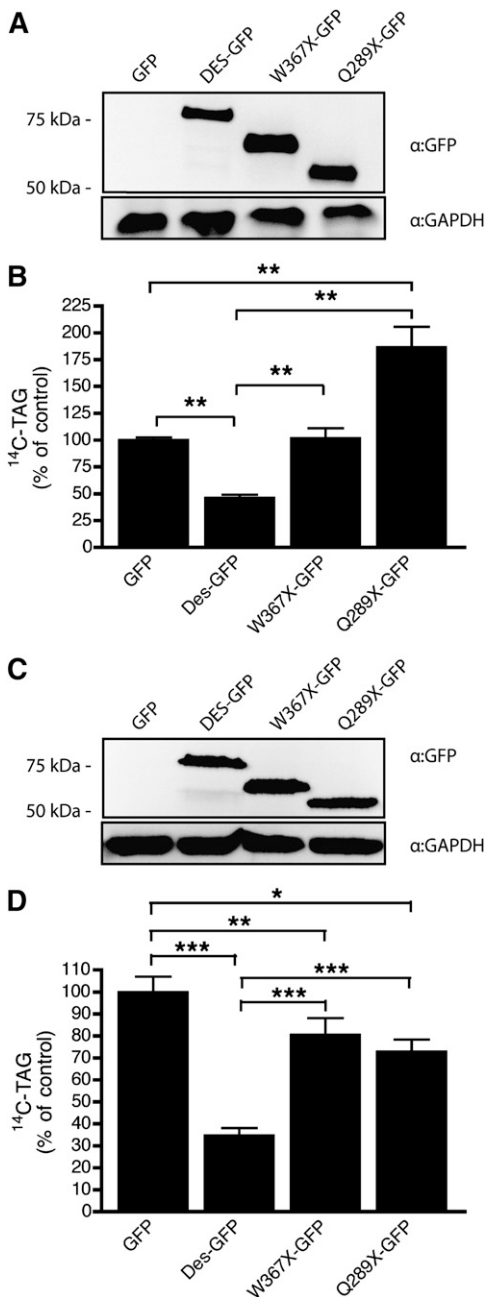 A
GFP
DES-GFP
W367X-GFP
Q289X-GFP
75 kDa -
50 kDa -
α:GFP
α:GAPDH
B
**
**
**
**
225
200
175
150
125
100
75
50
25
0
¹⁴C-TAG
(% of control)
GFP
Des-GFP
W367X-GFP
Q289X-GFP
C
GFP
DES-GFP
W367X-GFP
Q289X-GFP
75 kDa -
50 kDa -
α:GFP
α:GAPDH
D
*
**
***
***
***
110
100
90
80
70
60
50
40
30
20
10
0
¹⁴C-TAG
(% of control)
GFP
Des-GFP
W367X-GFP
Q289X-GFP